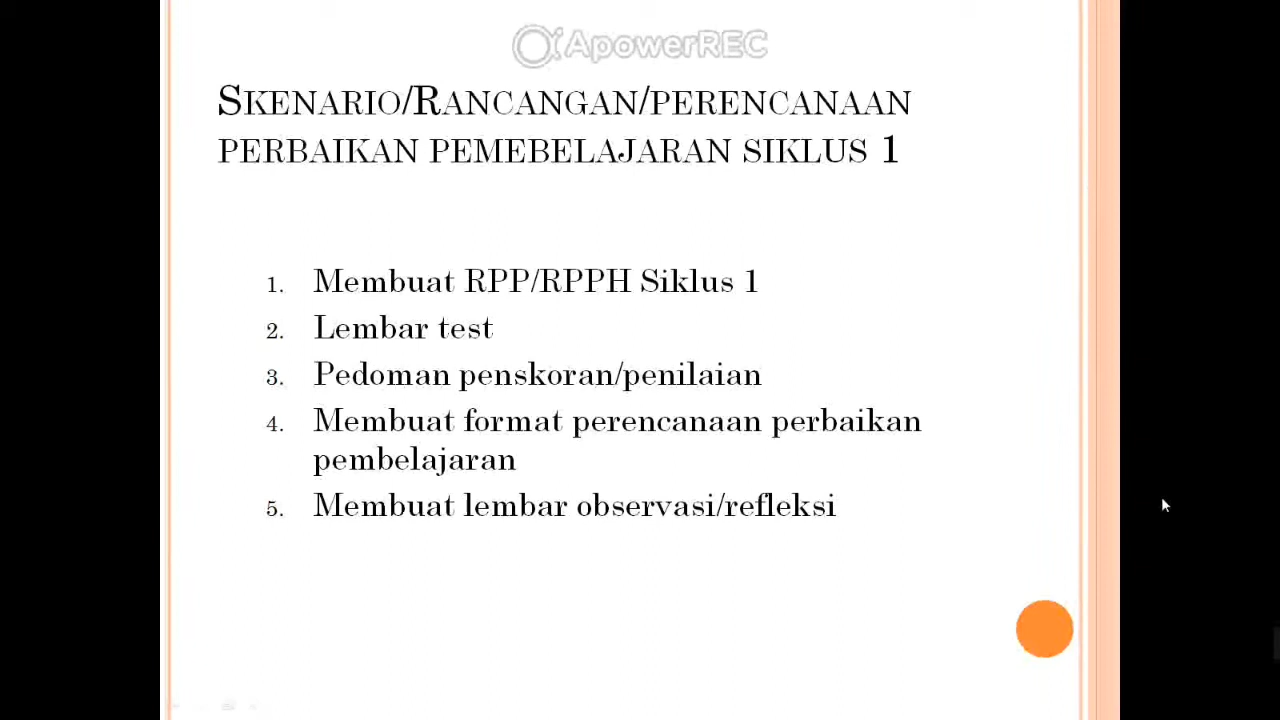 ApowerREC
Skenario/Rancangan/perencanaan
perbaikan pemebelajaran siklus 1
1. Membuat RPP/RPPH Siklus 1
2. Lembar test
3. Pedoman penskoran/penilaian
4. Membuat format perencanaan perbaikan
pembelajaran
5. Membuat lembar observasi/refleksi